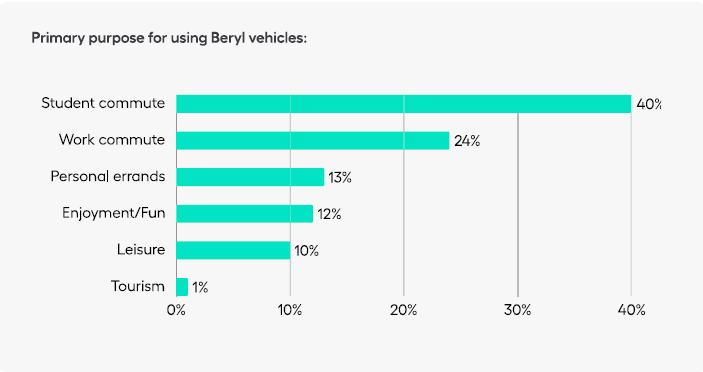 Primary purpose for using Beryl vehicles:
Student commute 40%
Work commute 24%
Personal errands 13%
Enjoyment/Fun 12%
Leisure 10%
Tourism 1%
0% 10% 20% 30% 40%